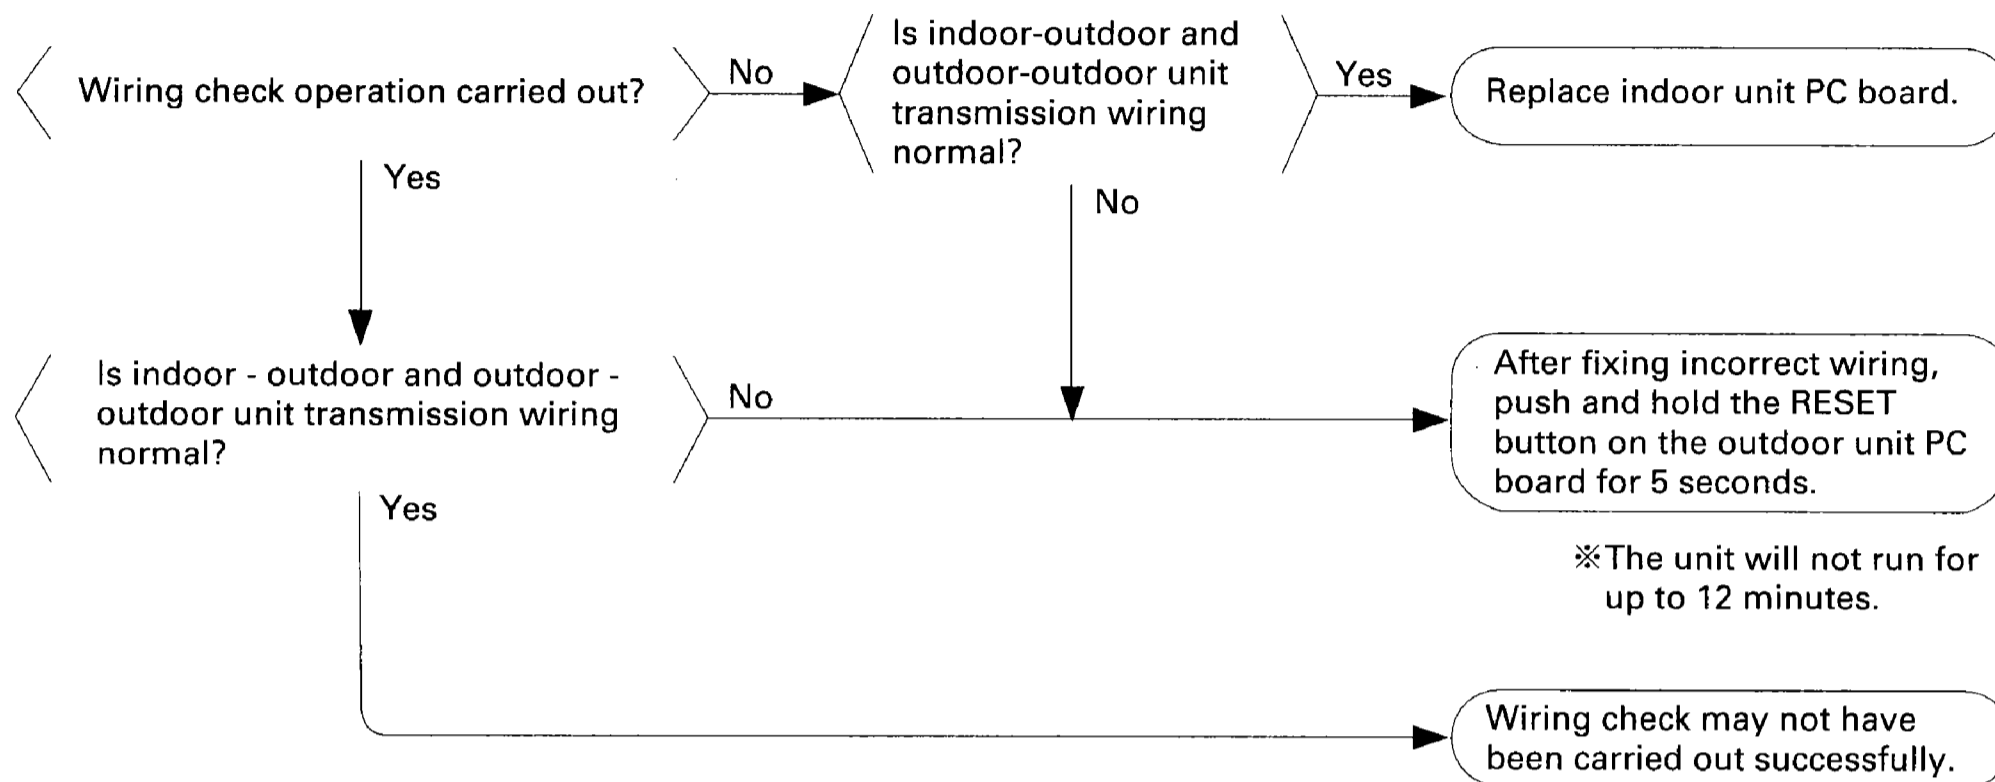 Wiring check operation carried out?
No
Is indoor-outdoor and
outdoor-outdoor unit
transmission wiring
normal?
Yes
Replace indoor unit PC board.
Yes
No
Is indoor - outdoor and outdoor -
outdoor unit transmission wiring
normal?
No
After fixing incorrect wiring,
push and hold the RESET
button on the outdoor unit PC
board for 5 seconds.
Yes
※The unit will not run for
up to 12 minutes.
Wiring check may not have
been carried out successfully.